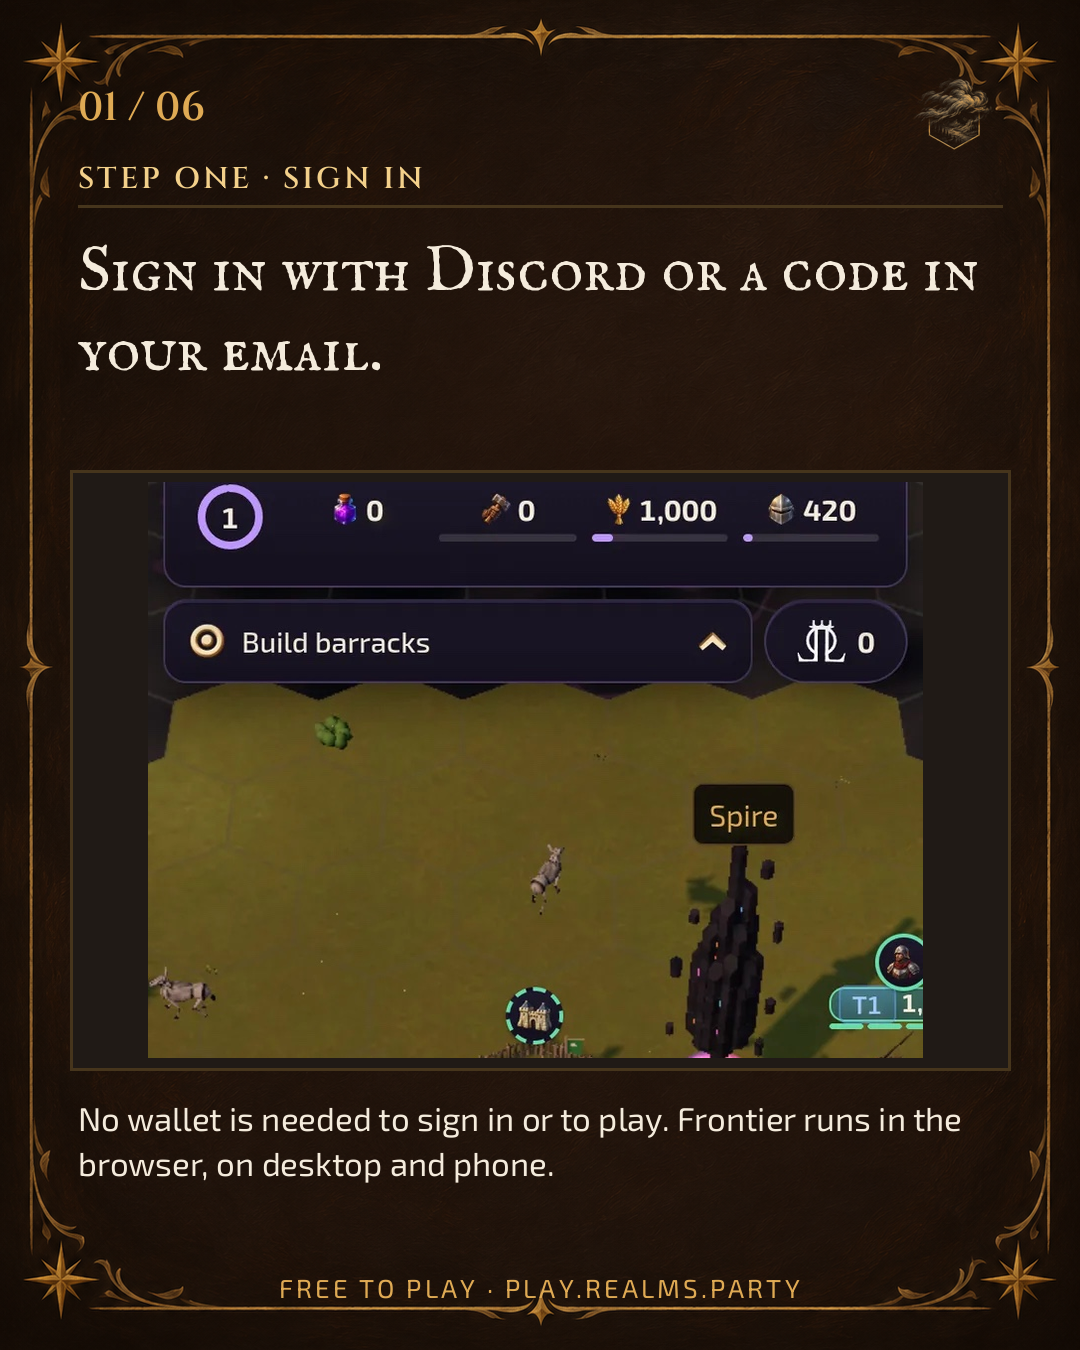 01 / 06
STEP ONE · SIGN IN
Sign in with Discord or a code in
your email.
1
0
0
1,000
420
Build barracks
0
Spire
T1 1,
No wallet is needed to sign in or to play. Frontier runs in the
browser, on desktop and phone.
FREE TO PLAY · PLAY.REALMS.PARTY